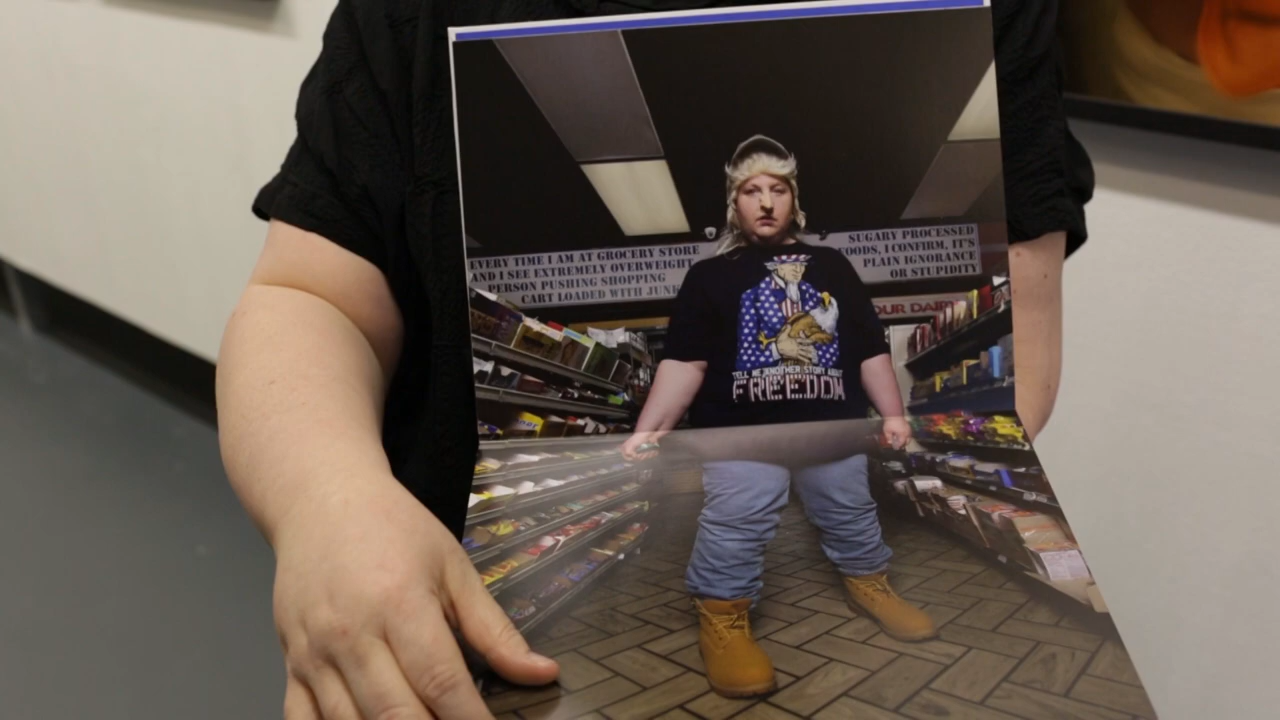 EVERY TIME I AM AT GROCERY STORE
AND I SEE EXTREMELY OVERWEIGHT
PERSON PUSHING SHOPPING
CART LOADED WITH JUNK
SUGARY PROCESSED
FOODS, I CONFIRM, IT'S
PLAIN IGNORANCE
OR STUPIDITY
OUR DAIRY
TELL ME ANOTHER STORY ABOUT
FREEDOM